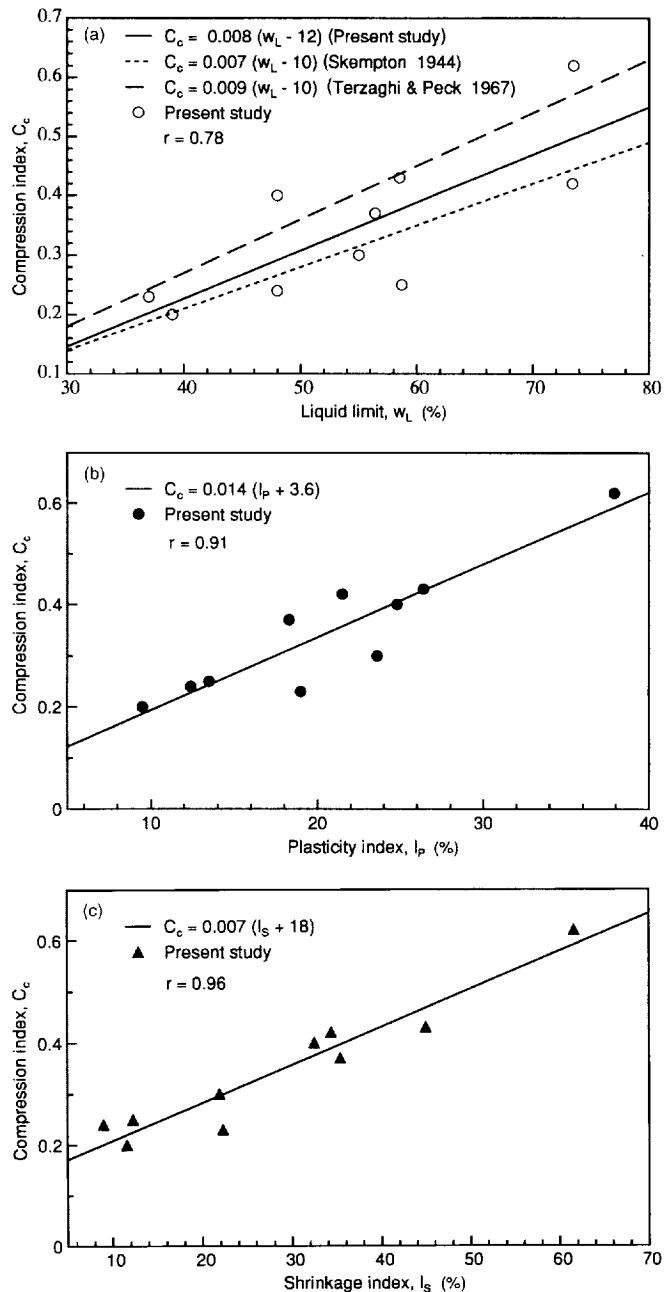 (a)
C_c = 0.008 (w_L - 12) (Present study)
C_c = 0.007 (w_L - 10) (Skempton 1944)
C_c = 0.009 (w_L - 10) (Terzaghi & Peck 1967)
Present study
r = 0.78
0.7
0.6
0.5
0.4
0.3
0.2
0.1
Compression index, C_c
30 40 50 60 70 80
Liquid limit, w_L (%)
(b)
C_c = 0.014 (I_P + 3.6)
Present study
r = 0.91
0.6
0.4
0.2
0
Compression index, C_c
10 20 30 40
Plasticity index, I_P (%)
(c)
C_c = 0.007 (I_S + 18)
Present study
r = 0.96
0.6
0.4
0.2
0
Compression index, C_c
10 20 30 40 50 60 70
Shrinkage index, I_S (%)